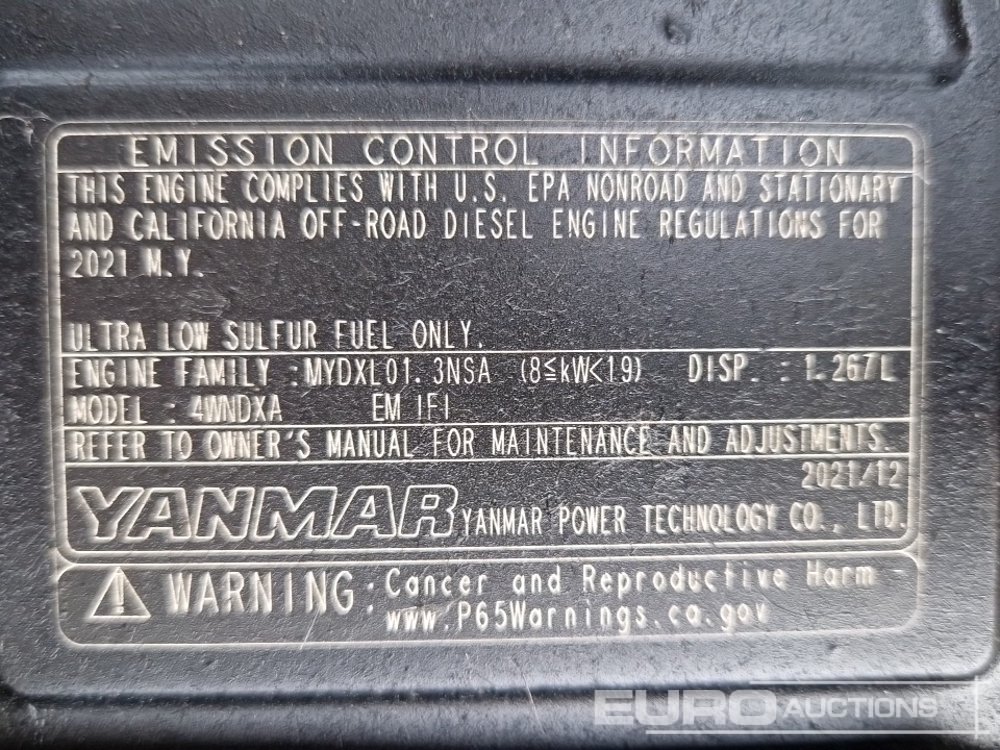 EMISSION CONTROL INFORMATION
THIS ENGINE COMPLIES WITH U.S. EPA NONROAD AND STATIONARY
AND CALIFORNIA OFF-ROAD DIESEL ENGINE REGULATIONS FOR
2021 M.Y.
ULTRA LOW SULFUR FUEL ONLY.
ENGINE FAMILY :MYDXL01.3NSA (8≦kW<19) DISP. : 1.267L
MODEL : 4WNDXA EM IFI
REFER TO OWNER'S MANUAL FOR MAINTENANCE AND ADJUSTMENTS.
2021/12
YANMAR YANMAR POWER TECHNOLOGY CO., LTD.
WARNING: Cancer and Reproductive Harm -
www.P65Warnings.ca.gov
EURO AUCTIONS